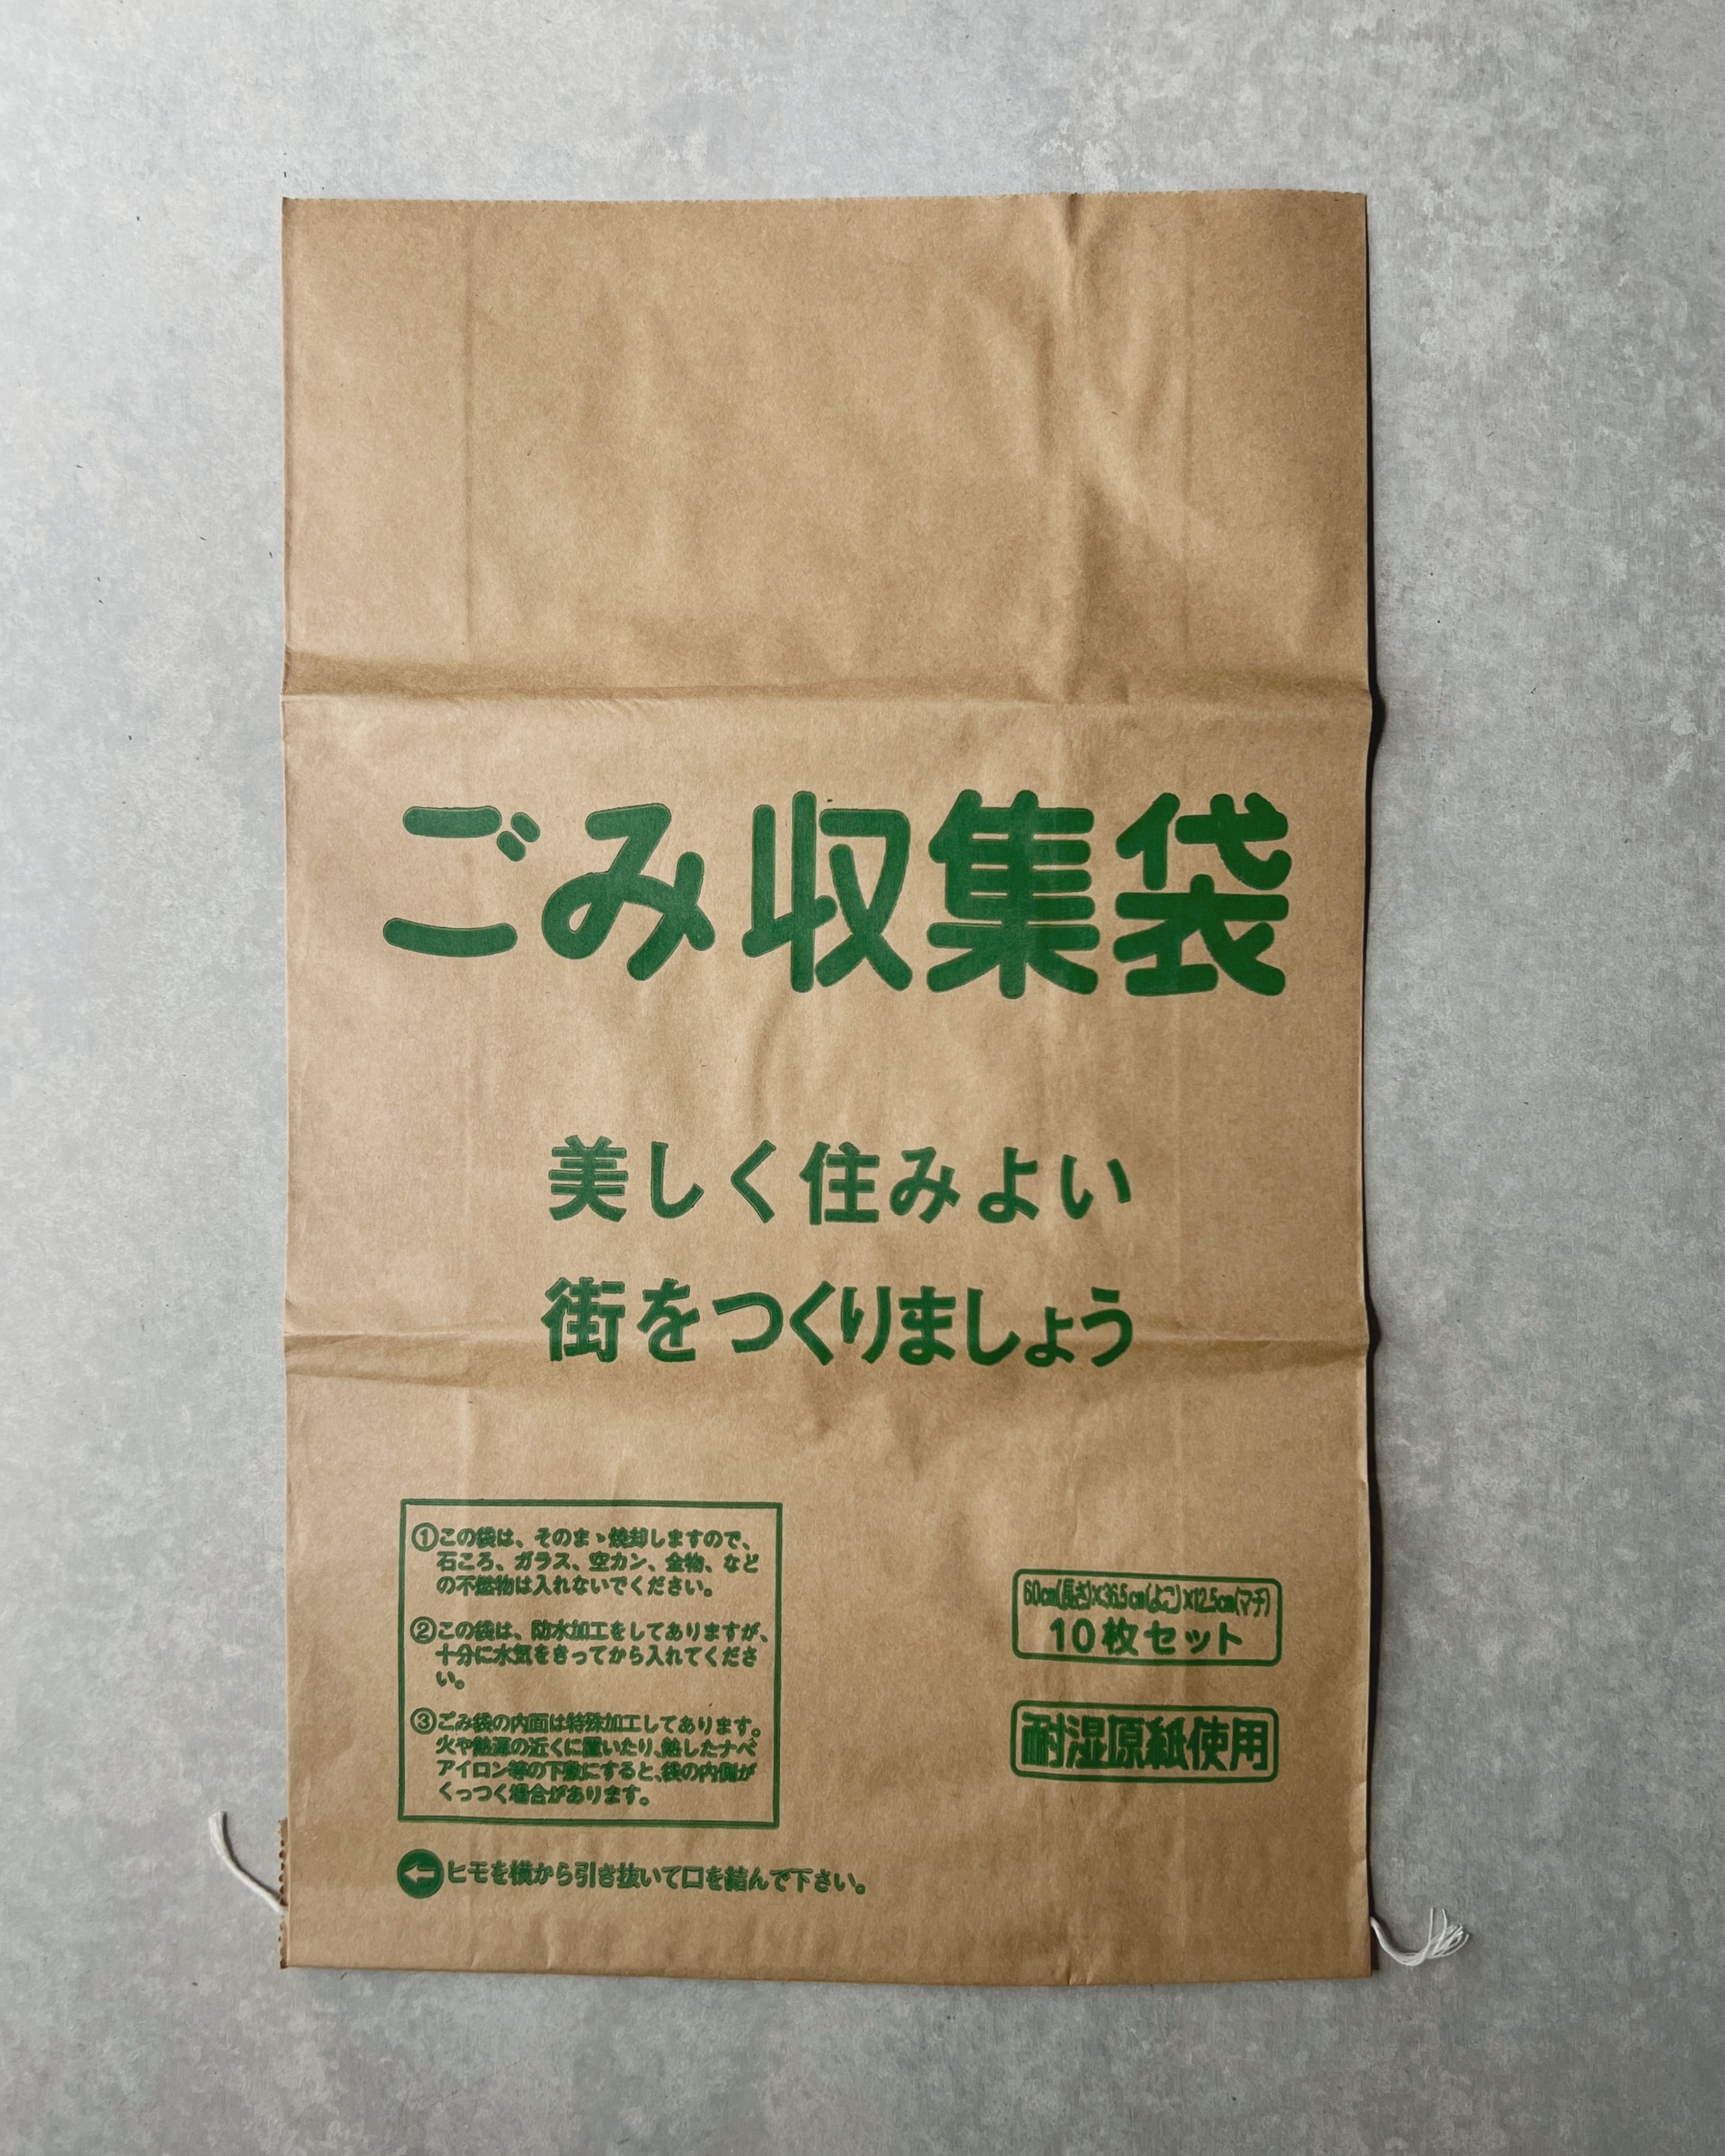 ごみ収集袋
美しく住みよい
街をつくりましょう
①この袋は、そのまゝ焼却しますので、
石ころ、ガラス、空カン、金物、など
の不燃物は入れないでください。
②この袋は、防水加工をしてありますが、
十分に水気をきってから入れてくださ
い。
③ごみ袋の内面は特殊加工してあります。
火や熱源の近くに置いたり、熱したナベ
アイロン等の下敷にすると、袋の内側が
くっつく場合があります。
ヒモを横から引き抜いて口を結んで下さい。
60cm(長さ)×36.5cm(よこ)×12.5cm(マチ)
10枚セット
耐湿原紙使用